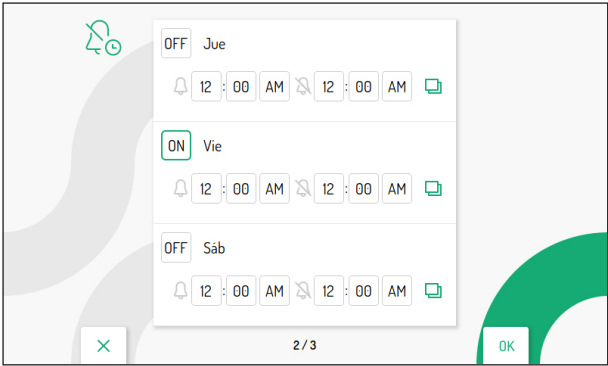 OFF Jue
12 : 00 AM 12 : 00 AM
ON Vie
12 : 00 AM 12 : 00 AM
OFF Sáb
12 : 00 AM 12 : 00 AM
2 / 3
OK